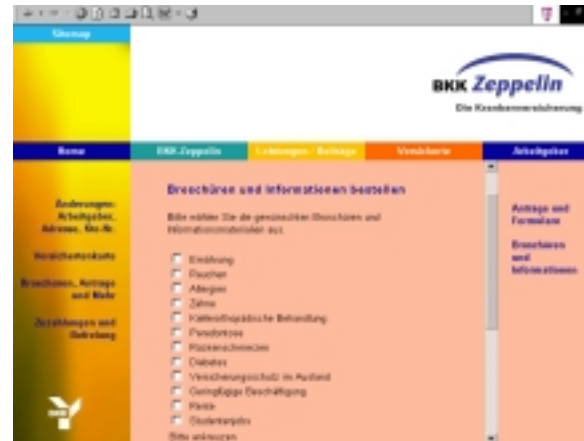 Sitemap
BKK Zeppelin
Die Krankenversicherung
Home
BKK-Zeppelin
Leistungen / Beiträge
Versicherte
Arbeitgeber
Änderungen:
Arbeitgeber,
Adresse, Kto-Nr.
Versichertenkarte
Broschüren, Anträge
und Mehr
Zuzahlungen und
Befreiung
BKK
Broschüren und Informationen bestellen
Bitte wählen Sie die gewünschten Broschüren und
Informationsmaterialien aus.
Ernährung
Rauchen
Allergien
Zähne
Kieferorthopädische Behandlung
Parodontose
Rückenschmerzen
Diabetes
Versicherungsschutz im Ausland
Geringfügige Beschäftigung
Rente
Studentenjobs
Bitte ankreuzen
Anträge und
Formulare
Broschüren
und
Informationen